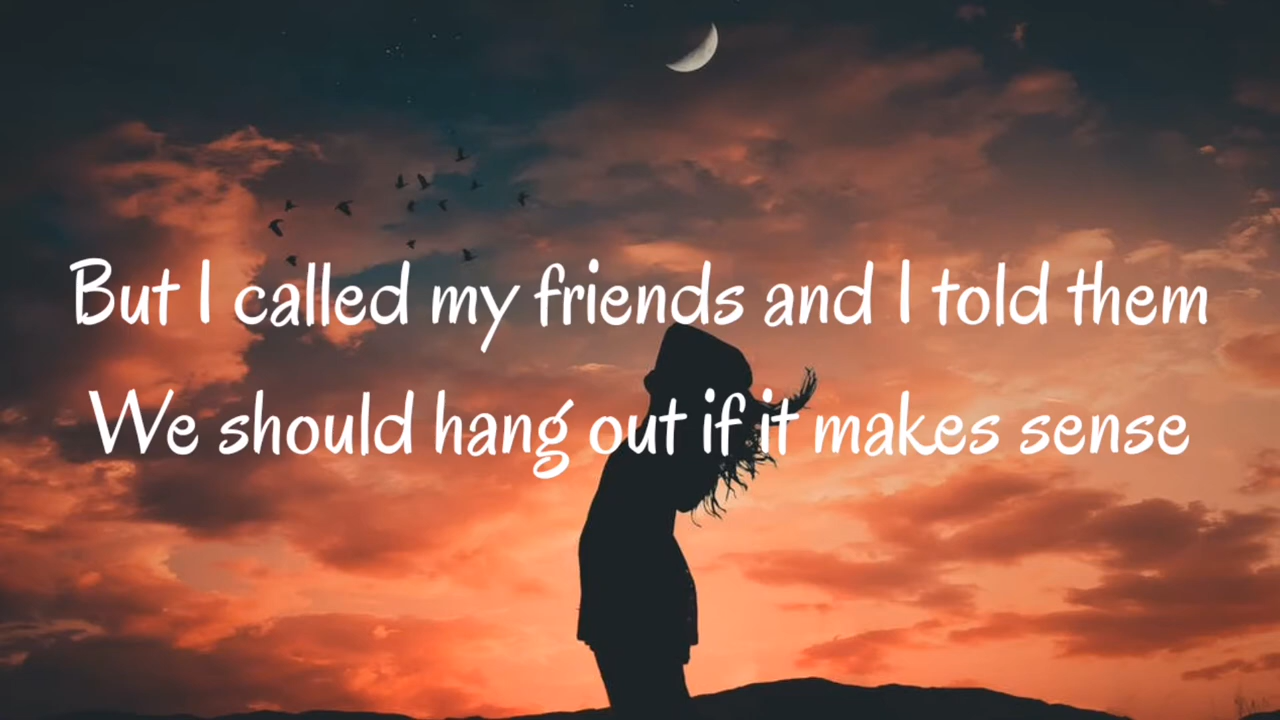 But I called my friends and I told them
We should hang out if it makes sense